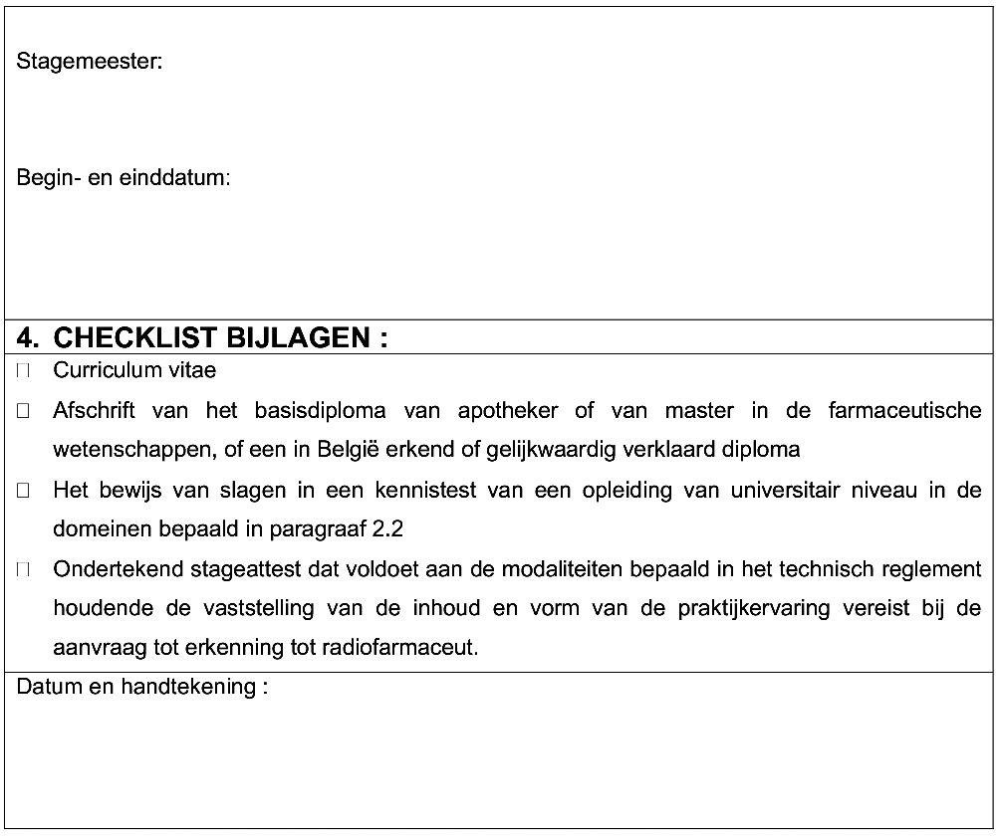 Stagemeester:
Begin- en einddatum:
4. CHECKLIST BIJLAGEN :
☐ Curriculum vitae
☐ Afschrift van het basisdiploma van apotheker of van master in de farmaceutische
wetenschappen, of een in België erkend of gelijkwaardig verklaard diploma
☐ Het bewijs van slagen in een kennistest van een opleiding van universitair niveau in de
domeinen bepaald in paragraaf 2.2
☐ Ondertekend stageattest dat voldoet aan de modaliteiten bepaald in het technisch reglement
houdende de vaststelling van de inhoud en vorm van de praktijkervaring vereist bij de
aanvraag tot erkenning tot radiofarmaceut.
Datum en handtekening :